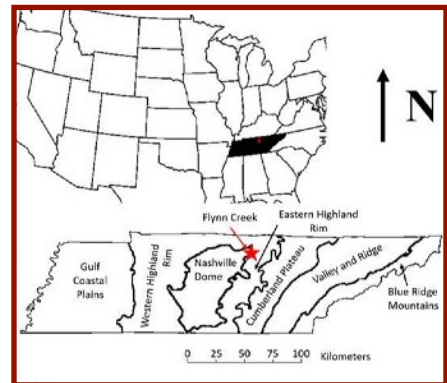 N
Flynn Creek
Eastern Highland
Rim
Gulf
Coastal
Plains
Western Highland
Rim
Nashville
Dome
Cumberland Plateau
Valley and Ridge
Blue Ridge
Mountains
0 25 50 75 100
Kilometers